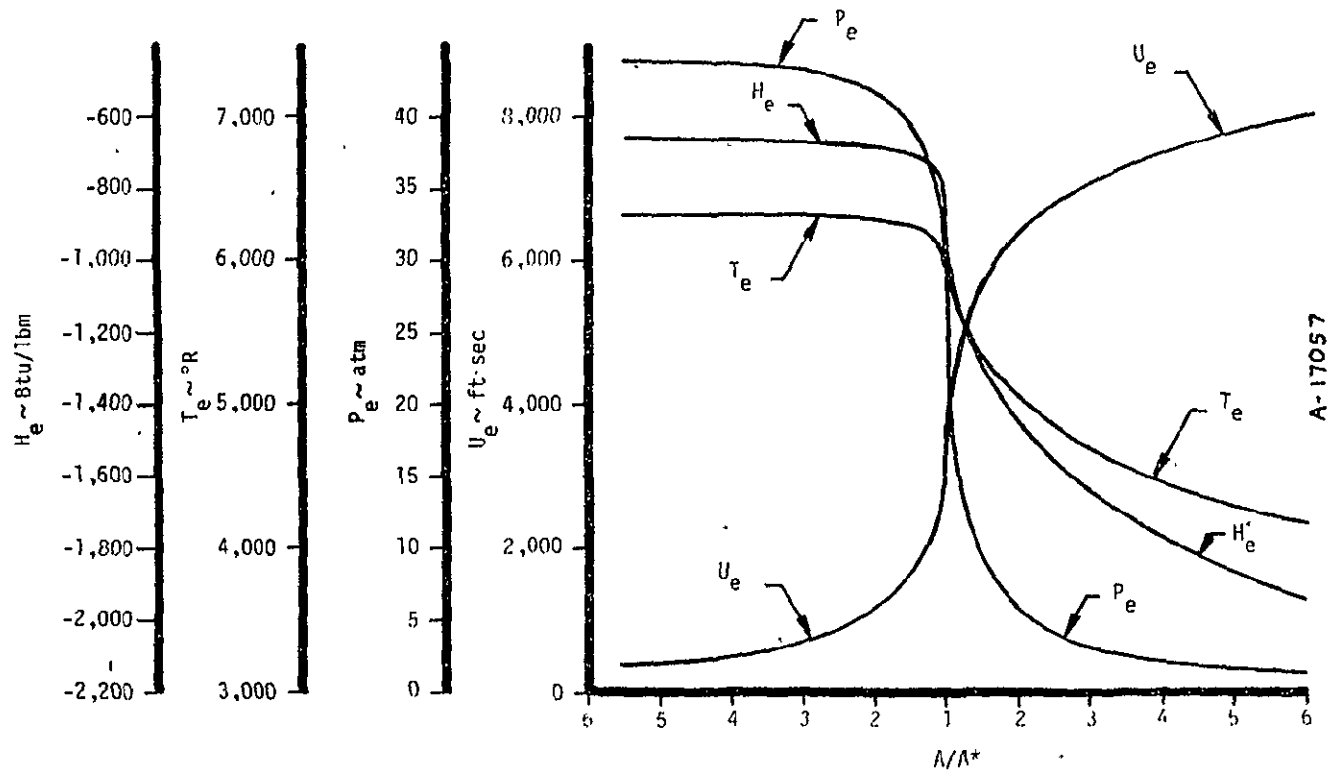 H_e ~ Btu/lbm
-600
-800
-1,000
-1,200
-1,400
-1,600
-1,800
-2,000
-2,200
T_e ~ °R
7,000
6,000
5,000
4,000
3,000
P_e ~ atm
40
35
30
25
20
15
10
5
0
U_e ~ ft·sec
8,000
6,000
4,000
2,000
0
P_e
H_e
T_e
U_e
U_e
T_e
H_e
P_e
6 5 4 3 2 1 2 3 4 5 6
A/A*
A-17057